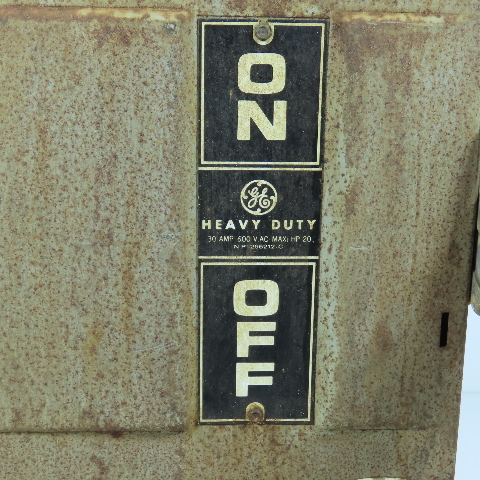 ON
GE
HEAVY DUTY
30 AMP 600 V.AC MAX. HP 20
OFF